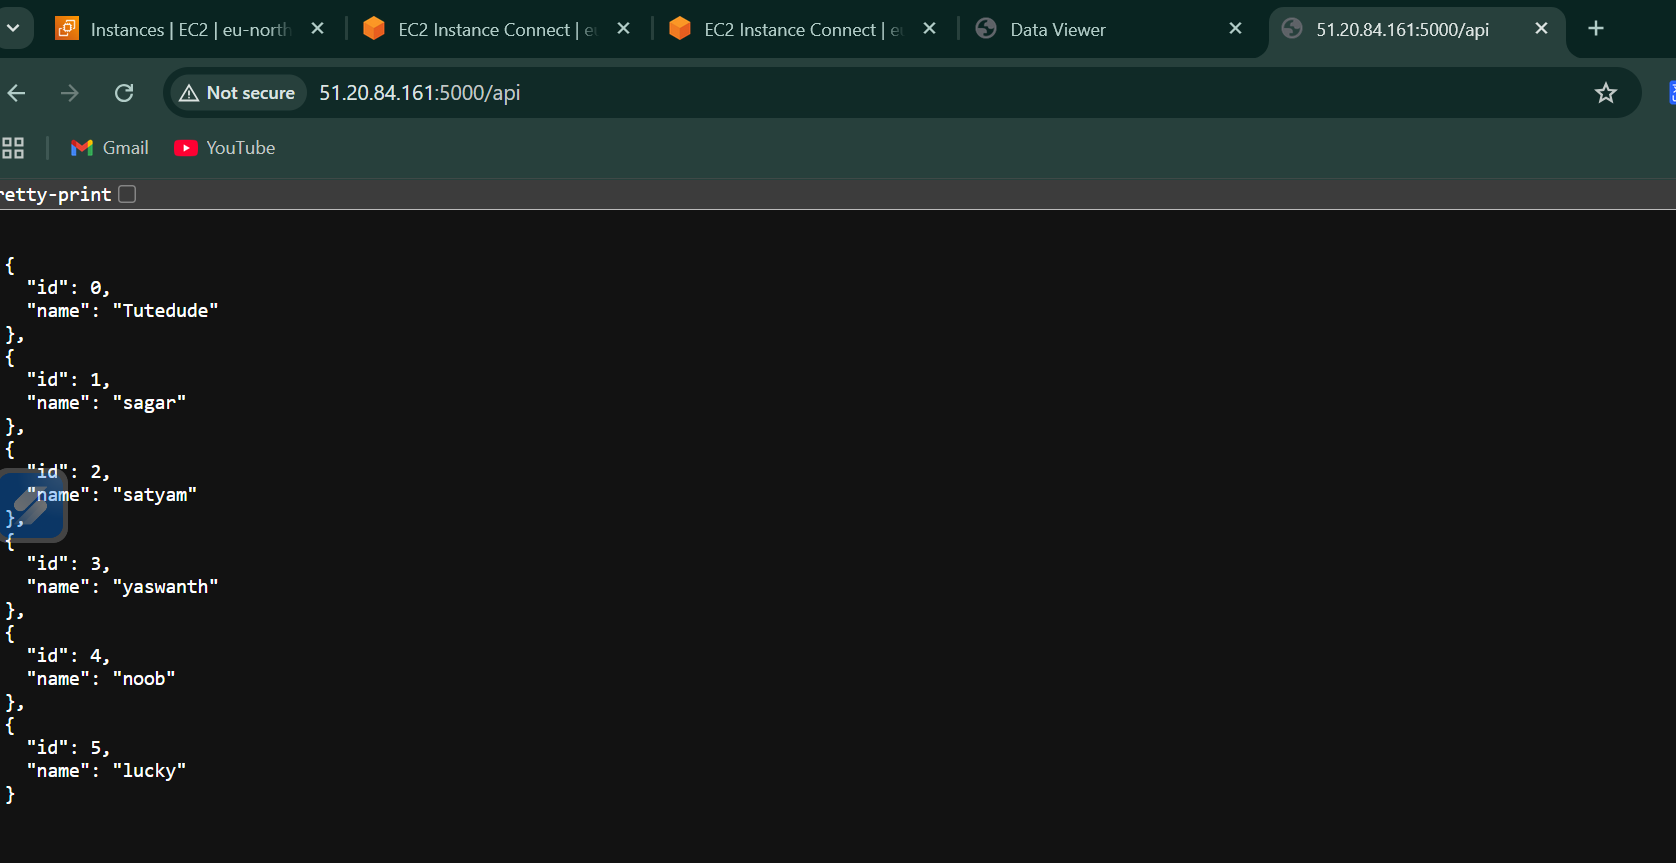 Instances | EC2 | eu-north
EC2 Instance Connect | eu
EC2 Instance Connect | eu
Data Viewer
51.20.84.161:5000/api
Not secure
51.20.84.161:5000/api
Gmail
YouTube
retty-print
{
"id": 0,
"name": "Tutedude"
},
{
"id": 1,
"name": "sagar"
},
{
"id": 2,
"name": "satyam"
},
{
"id": 3,
"name": "yaswanth"
},
{
"id": 4,
"name": "noob"
},
{
"id": 5,
"name": "lucky"
}